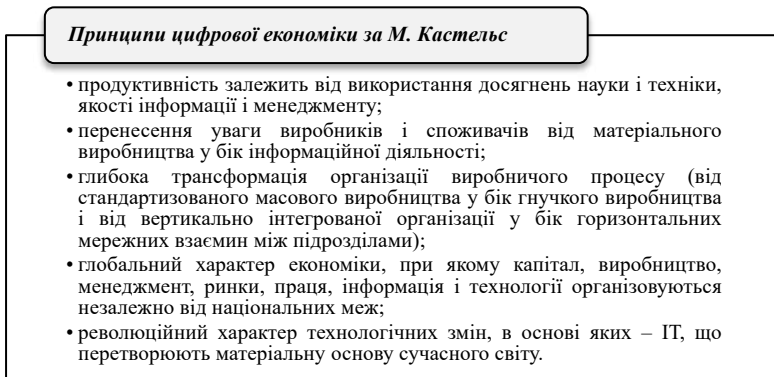 Принципи цифрової економіки за М. Кастельс
• продуктивність залежить від використання досягнень науки і техніки,
якості інформації і менеджменту;
• перенесення уваги виробників і споживачів від матеріального
виробництва у бік інформаційної діяльності;
• глибока трансформація організації виробничого процесу (від
стандартизованого масового виробництва у бік гнучкого виробництва
і від вертикально інтегрованої організації у бік горизонтальних
мережних взаємин між підрозділами);
• глобальний характер економіки, при якому капітал, виробництво,
менеджмент, ринки, праця, інформація і технології організовуються
незалежно від національних меж;
• революційний характер технологічних змін, в основі яких – ІТ, що
перетворюють матеріальну основу сучасного світу.